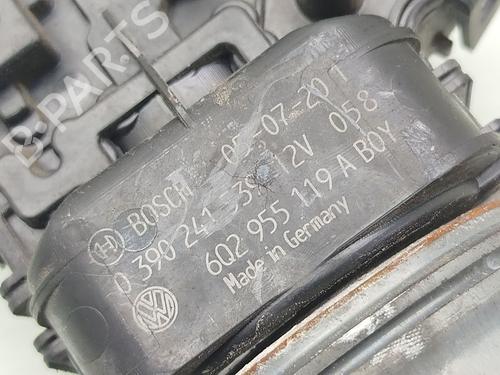 BOSCH
0 390 241 12V 058
6Q2 955 119 A BOY
Made in Germany
B-PARTS